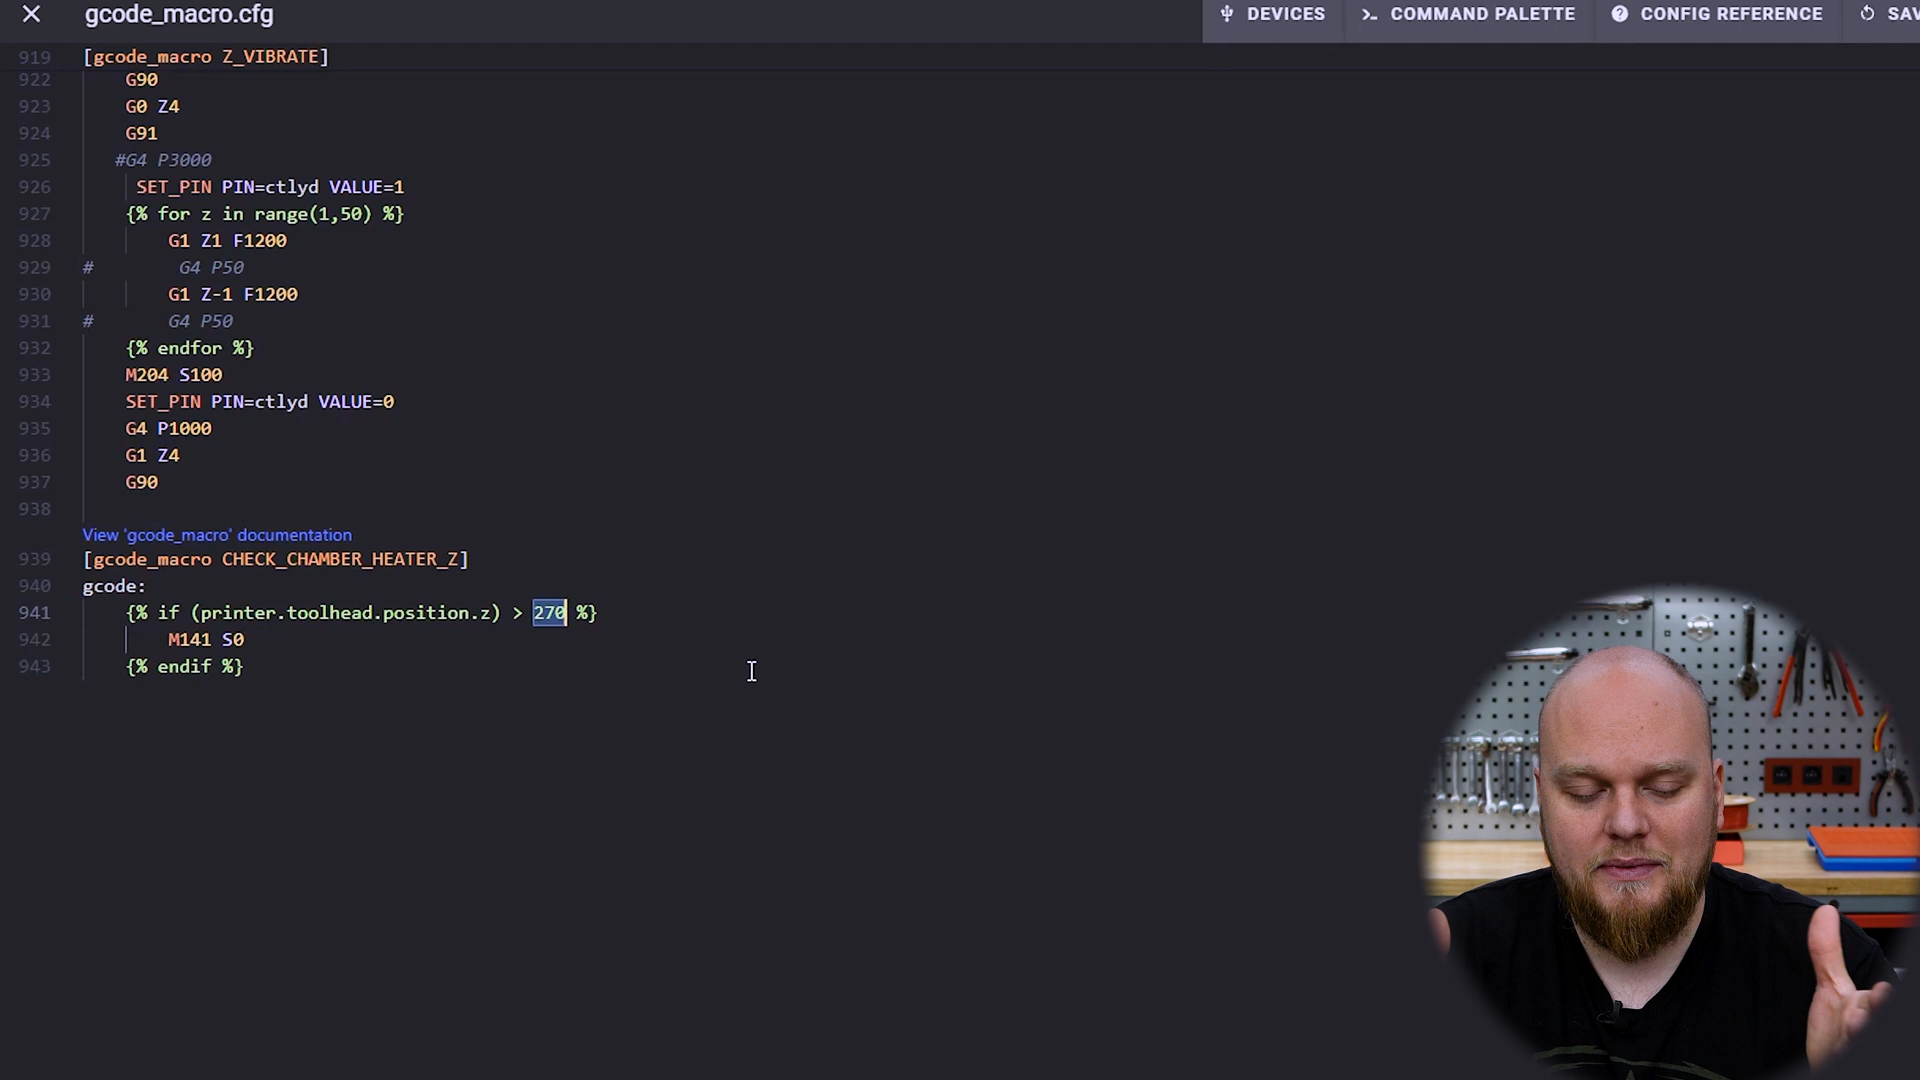 gcode_macro.cfg
DEVICES
COMMAND PALETTE
CONFIG REFERENCE
SAV
919 [gcode_macro Z_VIBRATE]
922 G90
923 G0 Z4
924 G91
925 #G4 P3000
926 SET_PIN PIN=ctlyd VALUE=1
927 {% for z in range(1,50) %}
928 G1 Z1 F1200
929 # G4 P50
930 G1 Z-1 F1200
931 # G4 P50
932 {% endfor %}
933 M204 S100
934 SET_PIN PIN=ctlyd VALUE=0
935 G4 P1000
936 G1 Z4
937 G90
938
View 'gcode_macro' documentation
939 [gcode_macro CHECK_CHAMBER_HEATER_Z]
940 gcode:
941 {% if (printer.toolhead.position.z) > 270 %}
942 M141 S0
943 {% endif %}